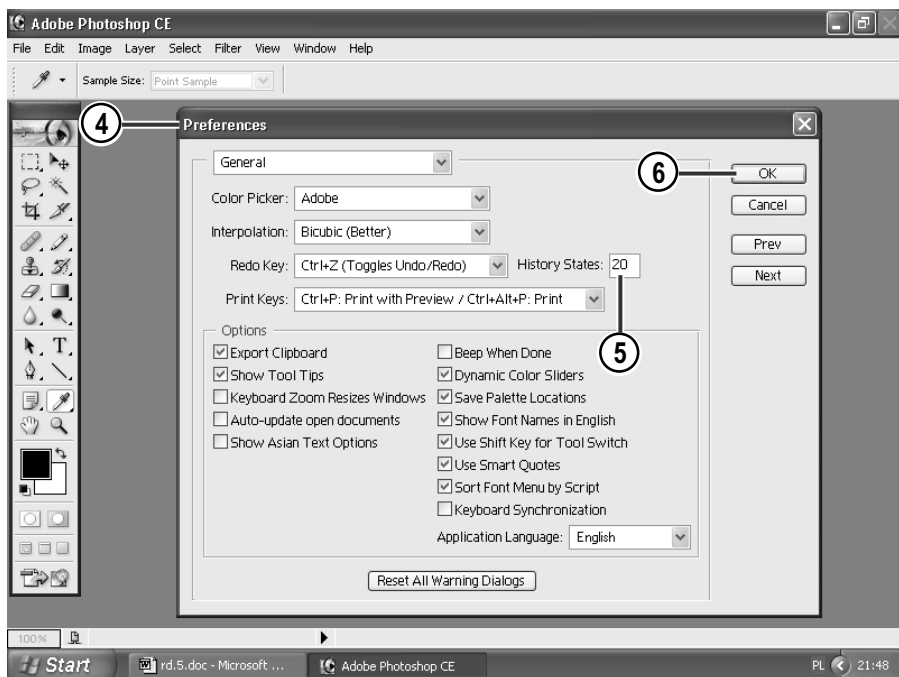 Adobe Photoshop CE
File Edit Image Layer Select Filter View Window Help
Sample Size: Point Sample
4
Preferences
General
6
OK
Color Picker: Adobe
Cancel
Interpolation: Bicubic (Better)
Prev
Redo Key: Ctrl+Z (Toggles Undo/Redo) History States: 20
Next
Print Keys: Ctrl+P: Print with Preview / Ctrl+Alt+P: Print
5
Options
Export Clipboard Beep When Done
Show Tool Tips Dynamic Color Sliders
Keyboard Zoom Resizes Windows Save Palette Locations
Auto-update open documents Show Font Names in English
Show Asian Text Options Use Shift Key for Tool Switch
Use Smart Quotes
Sort Font Menu by Script
Keyboard Synchronization
Application Language: English
Reset All Warning Dialogs
100%
Start rd.5.doc - Microsoft ... Adobe Photoshop CE PL 21:48